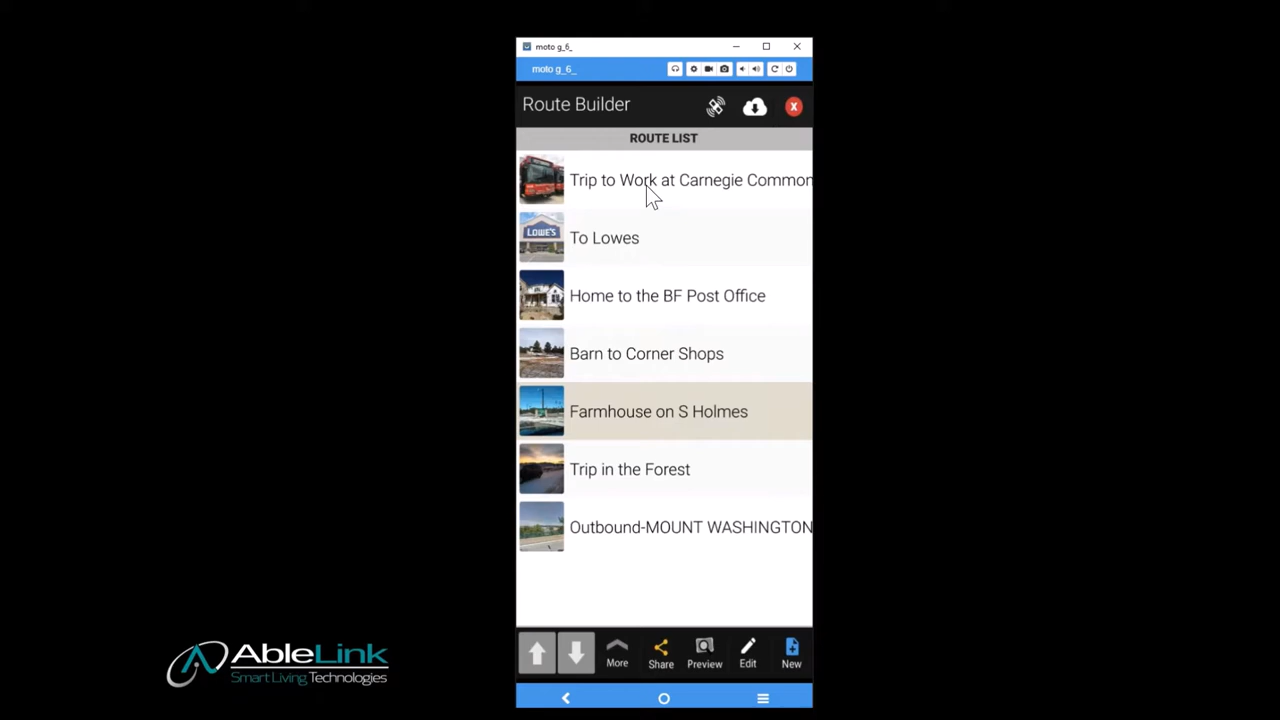 moto g_6_
moto g_6_
Route Builder
ROUTE LIST
Trip to Work at Carnegie Common
LOWE'S
To Lowes
Home to the BF Post Office
Barn to Corner Shops
Farmhouse on S Holmes
Trip in the Forest
Outbound-MOUNT WASHINGTON
More
Share
Preview
Edit
New
AbleLink
Smart Living Technologies